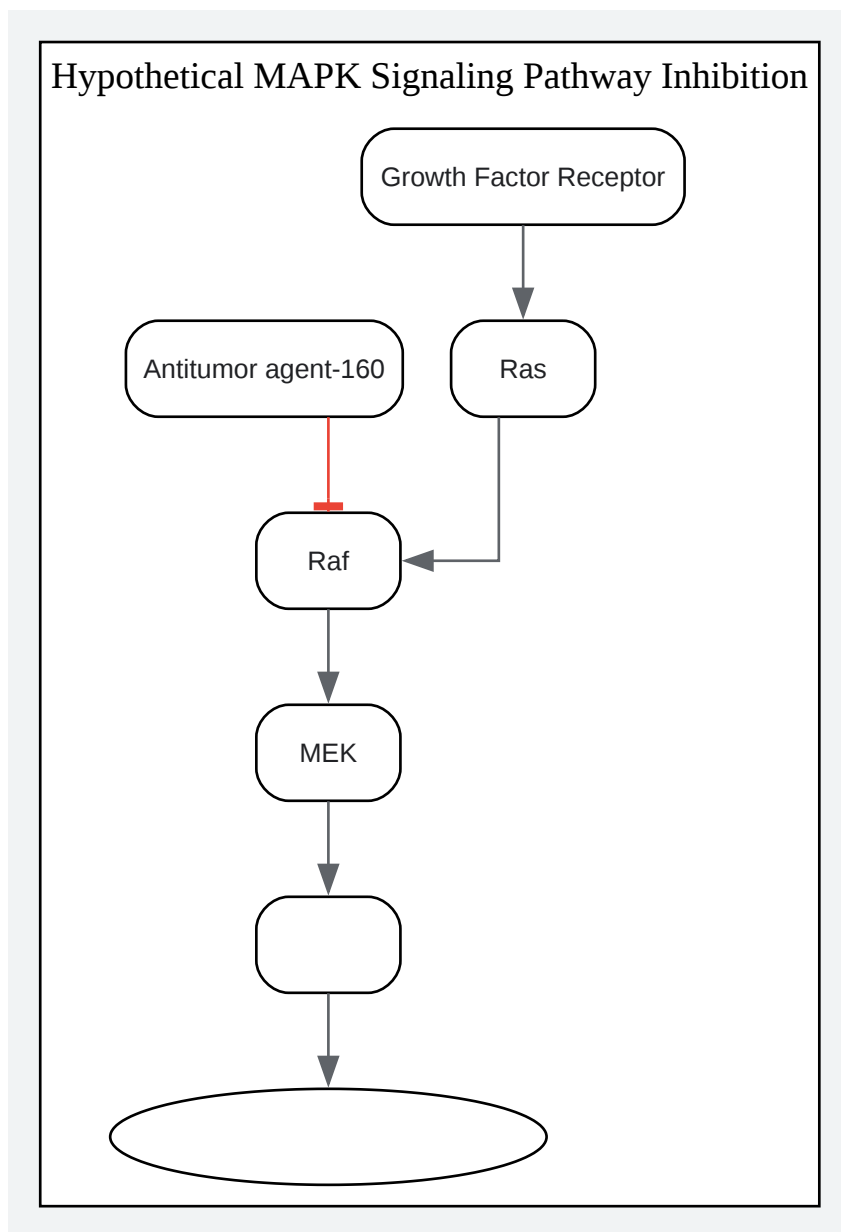 Hypothetical MAPK Signaling Pathway Inhibition
Growth Factor Receptor
Antitumor agent-160
Ras
Raf
MEK